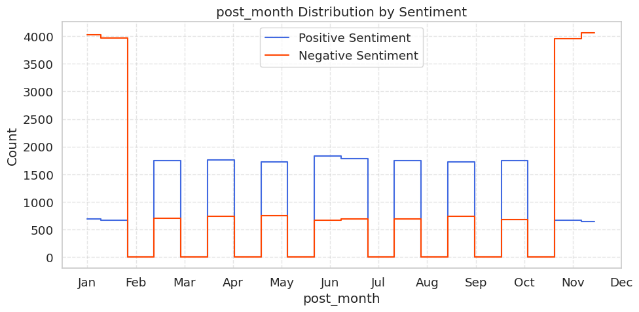 post_month Distribution by Sentiment
Positive Sentiment
Negative Sentiment
Count
4000
3500
3000
2500
2000
1500
1000
500
0
Jan Feb Mar Apr May Jun Jul Aug Sep Oct Nov Dec
post_month